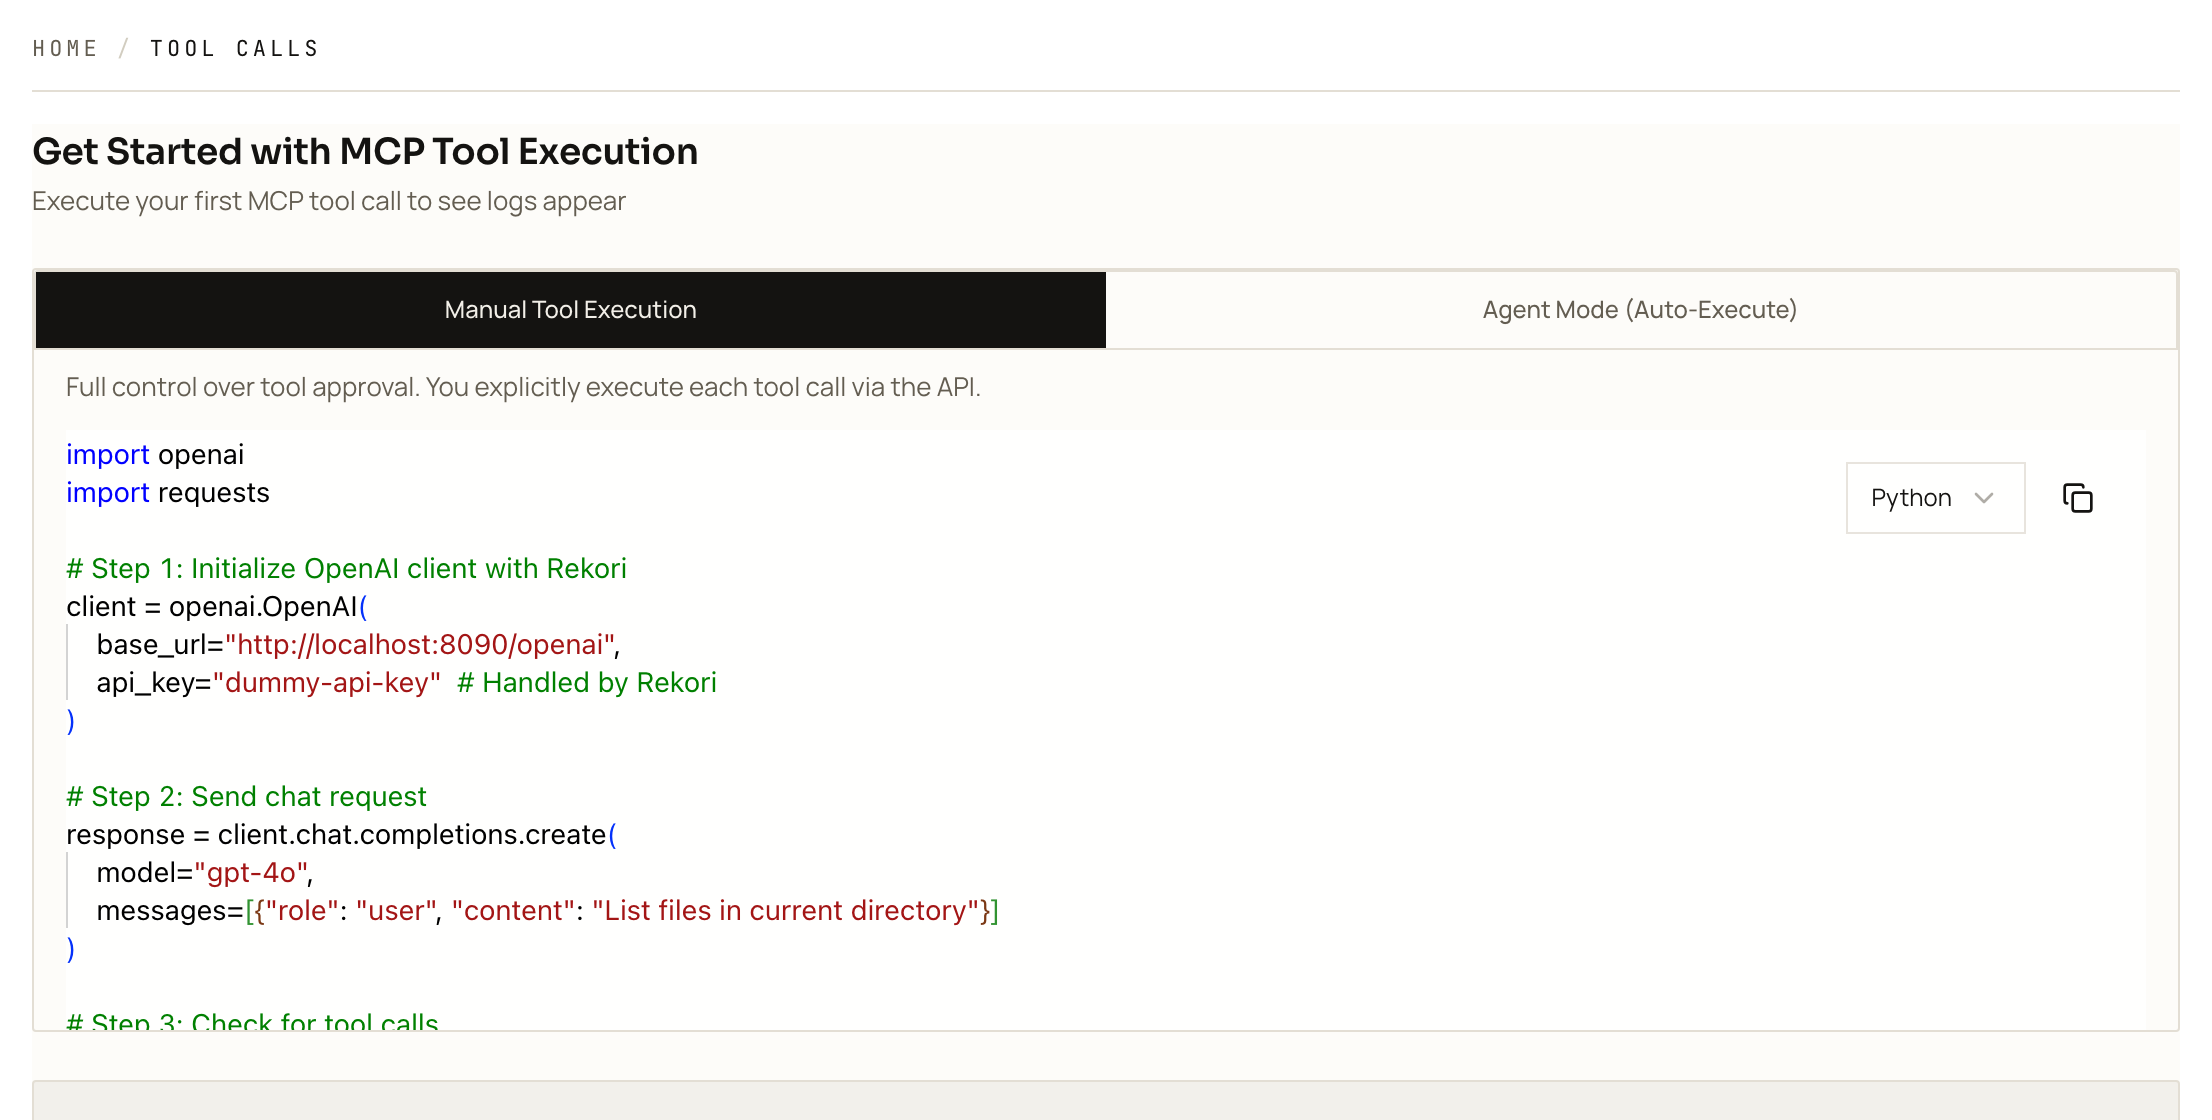 HOME / TOOL CALLS
Get Started with MCP Tool Execution
Execute your first MCP tool call to see logs appear
Manual Tool Execution
Agent Mode (Auto-Execute)
Full control over tool approval. You explicitly execute each tool call via the API.
import openai
import requests
Python
# Step 1: Initialize OpenAI client with Rekori
client = openai.OpenAI(
    base_url="http://localhost:8090/openai",
    api_key="dummy-api-key"  # Handled by Rekori
)
# Step 2: Send chat request
response = client.chat.completions.create(
    model="gpt-4o",
    messages=[{"role": "user", "content": "List files in current directory"}]
)
# Step 3: Check for tool calls